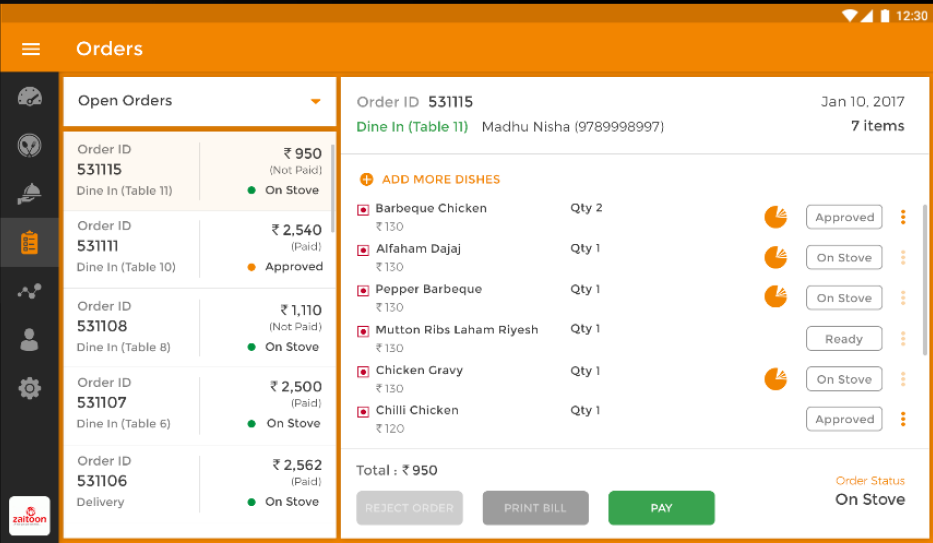 12:30
Orders
Open Orders
Order ID
531115
Dine In (Table 11)
₹ 950
(Not Paid)
On Stove
Order ID
531111
Dine In (Table 10)
₹ 2,540
(Paid)
Approved
Order ID
531108
Dine In (Table 8)
₹ 1,110
(Not Paid)
On Stove
Order ID
531107
Dine In (Table 6)
₹ 2,500
(Paid)
On Stove
Order ID
531106
Delivery
₹ 2,562
(Paid)
On Stove
zaitoon
Order ID 531115
Jan 10, 2017
Dine In (Table 11) Madhu Nisha (9789998997)
7 items
ADD MORE DISHES
Barbeque Chicken Qty 2 Approved
₹ 130
Alfaham Dajaj Qty 1 On Stove
₹ 130
Pepper Barbeque Qty 1 On Stove
₹ 130
Mutton Ribs Laham Riyesh Qty 1 Ready
₹ 130
Chicken Gravy Qty 1 On Stove
₹ 130
Chilli Chicken Qty 1 Approved
₹ 120
Total : ₹ 950
REJECT ORDER PRINT BILL PAY
Order Status
On Stove